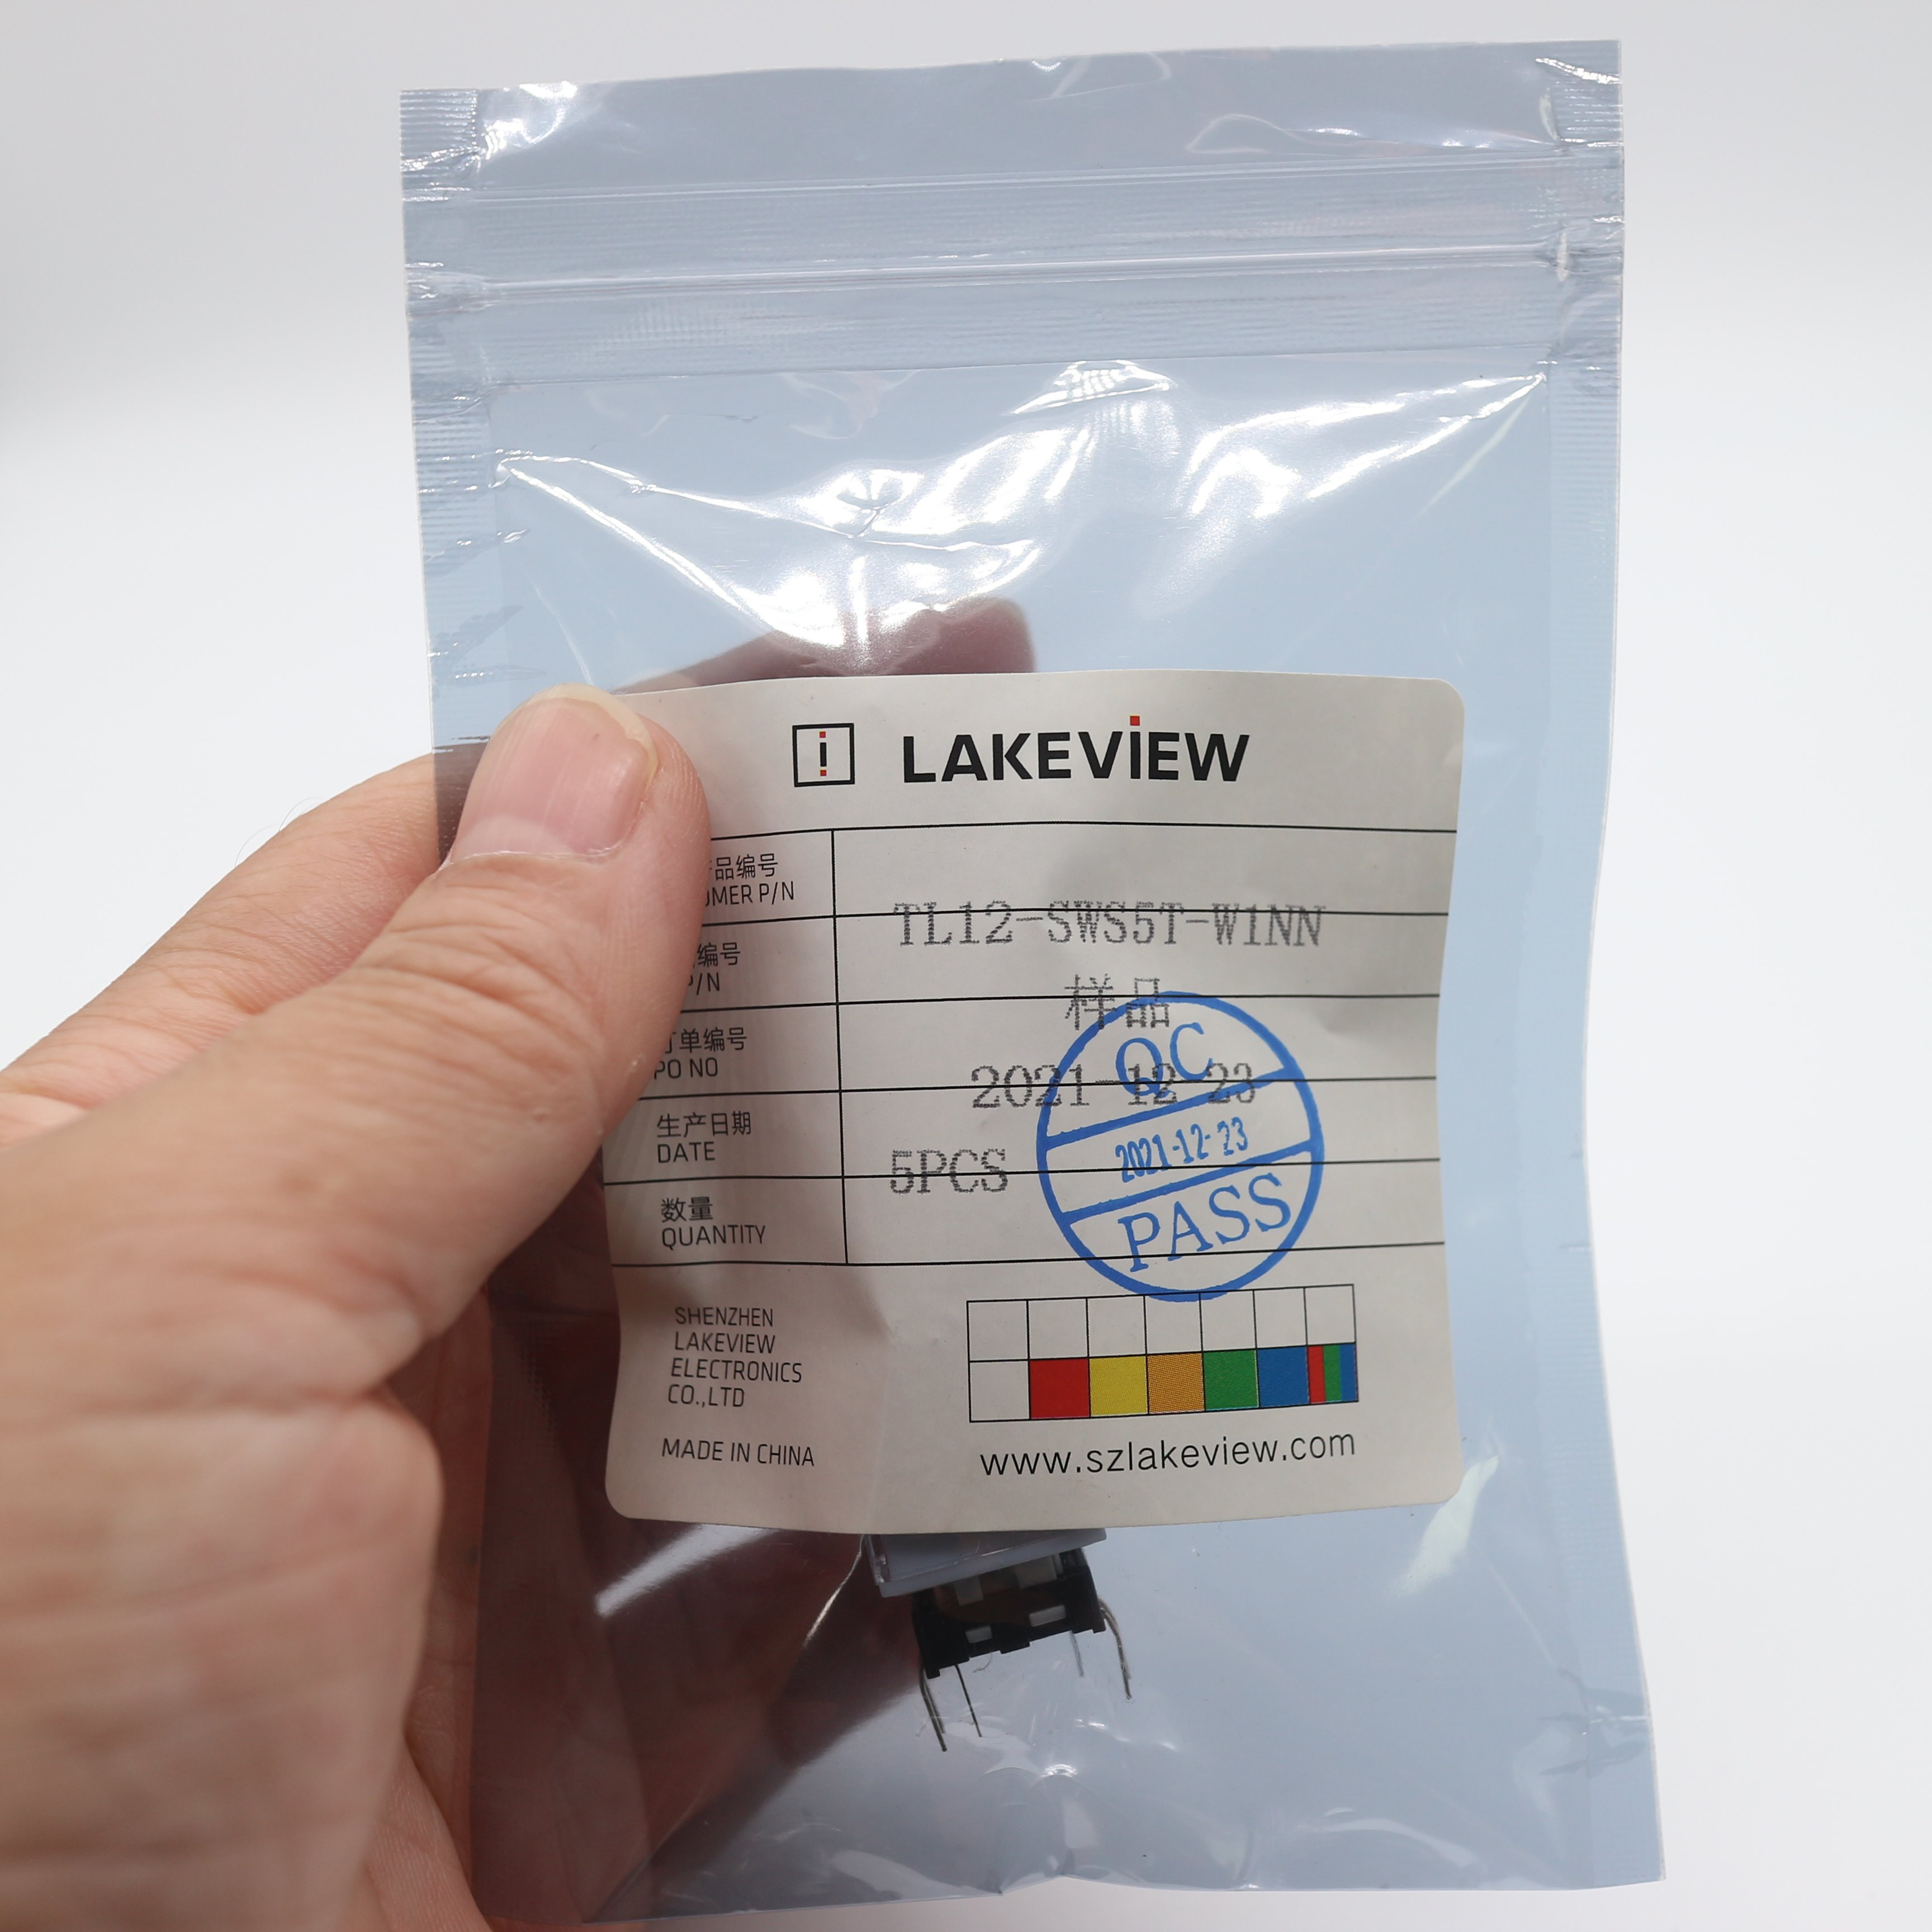 LAKEVIEW
品编号
OMER P/N
TL12-SWS5T-W1NN
编号
P/N
样品
单编号
PO NO
2021-12-23
生产日期
DATE
5PCS
数量
QUANTITY
QC
2021-12-23
PASS
SHENZHEN
LAKEVIEW
ELECTRONICS
CO.,LTD
MADE IN CHINA
www.szlakeview.com